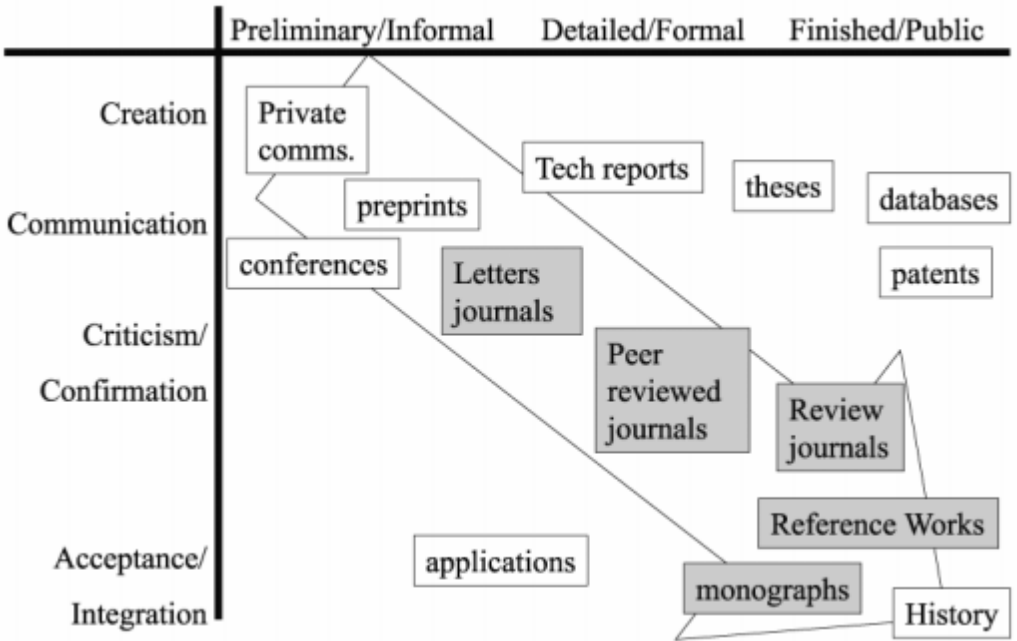 Preliminary/Informal Detailed/Formal Finished/Public
Creation
Private
comms.
Tech reports
theses
databases
preprints
Communication
conferences
Letters
journals
patents
Criticism/
Confirmation
Peer
reviewed
journals
Review
journals
Reference Works
Acceptance/
Integration
applications
monographs
History